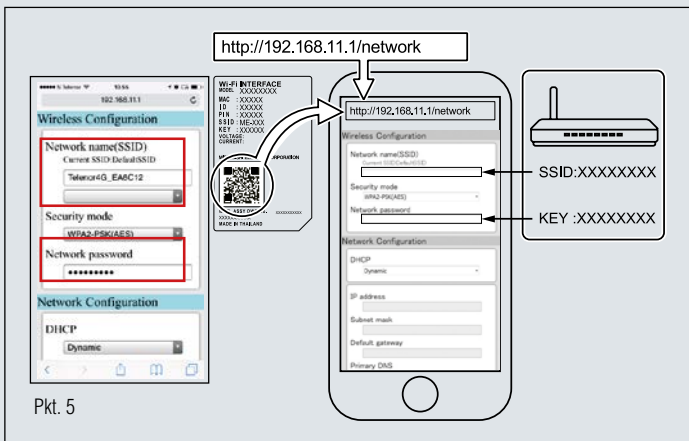 http://192.168.11.1/network
Telenor
10:56
192.168.11.1
Wireless Configuration
Network name(SSID)
Current SSID:DefaultSSID
Telenor4G_EA6C12
Security mode
WPA2-PSK(AES)
Network password
•••••••••
Network Configuration
DHCP
Dynamic
Wi-Fi INTERFACE
MODEL XXXXXXXX
MAC :XXXXX
ID :XXXXX
PIN :XXXXX
SSID :ME-XXX
KEY :XXXXXX
VOLTAGE:
CURRENT:
MADE IN THAILAND
http://192.168.11.1/network
Wireless Configuration
Network name(SSID)
Current SSID:DefaultSSID
Security mode
WPA2-PSK(AES)
Network password
Network Configuration
DHCP
Dynamic
IP address
Subnet mask
Default gateway
Primary DNS
SSID:XXXXXXXX
KEY :XXXXXXXX
Pkt. 5